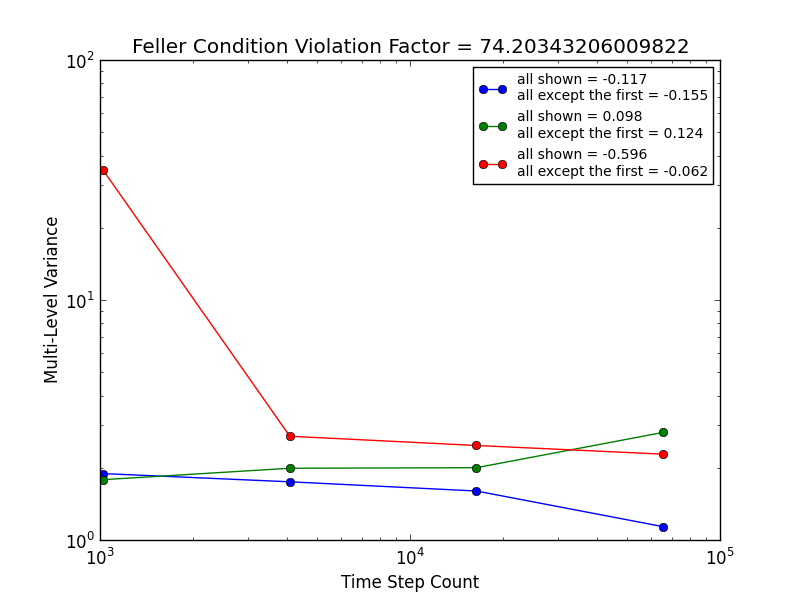 Feller Condition Violation Factor = 74.20343206009822
10²
all shown = -0.117
all except the first = -0.155
all shown = 0.098
all except the first = 0.124
all shown = -0.596
all except the first = -0.062
Multi-Level Variance
10¹
10⁰
10³ 10⁴ 10⁵
Time Step Count